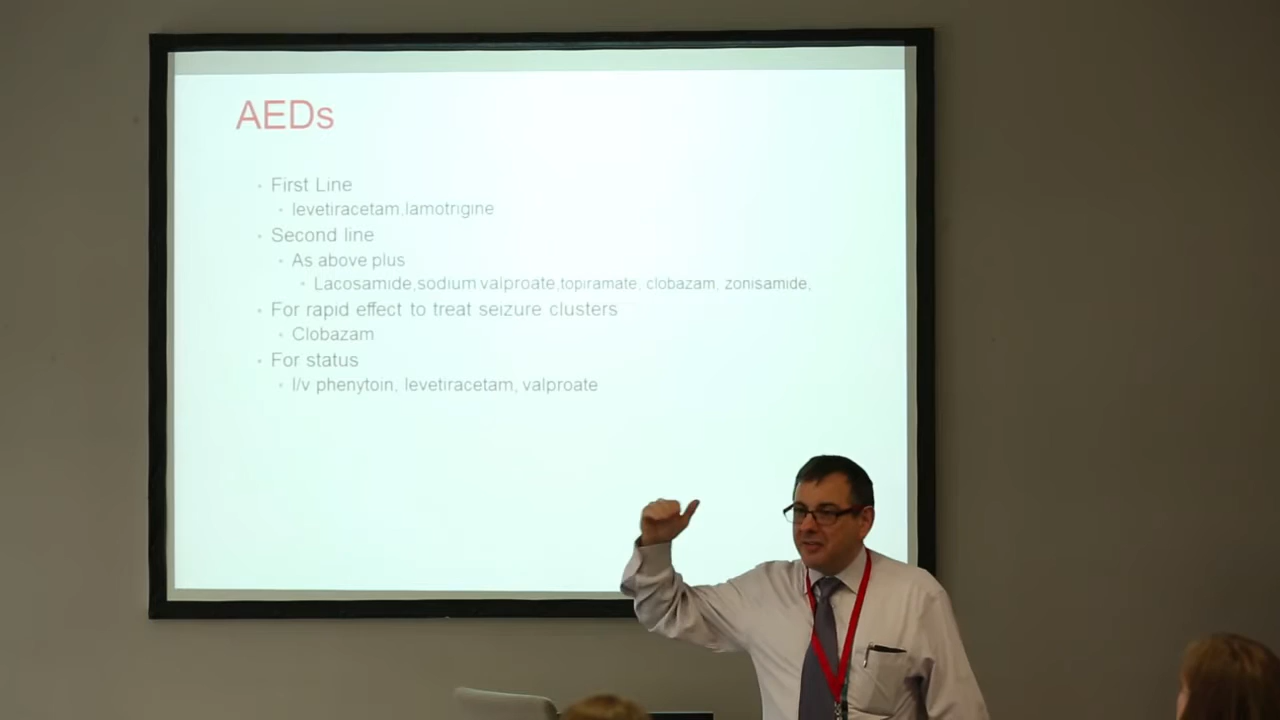 AEDs
• First Line
• levetiracetam,lamotrigine
• Second line
• As above plus
• Lacosamide,sodium valproate,topiramate, clobazam, zonisamide,
• For rapid effect to treat seizure clusters
• Clobazam
• For status
• I/v phenytoin, levetiracetam, valproate